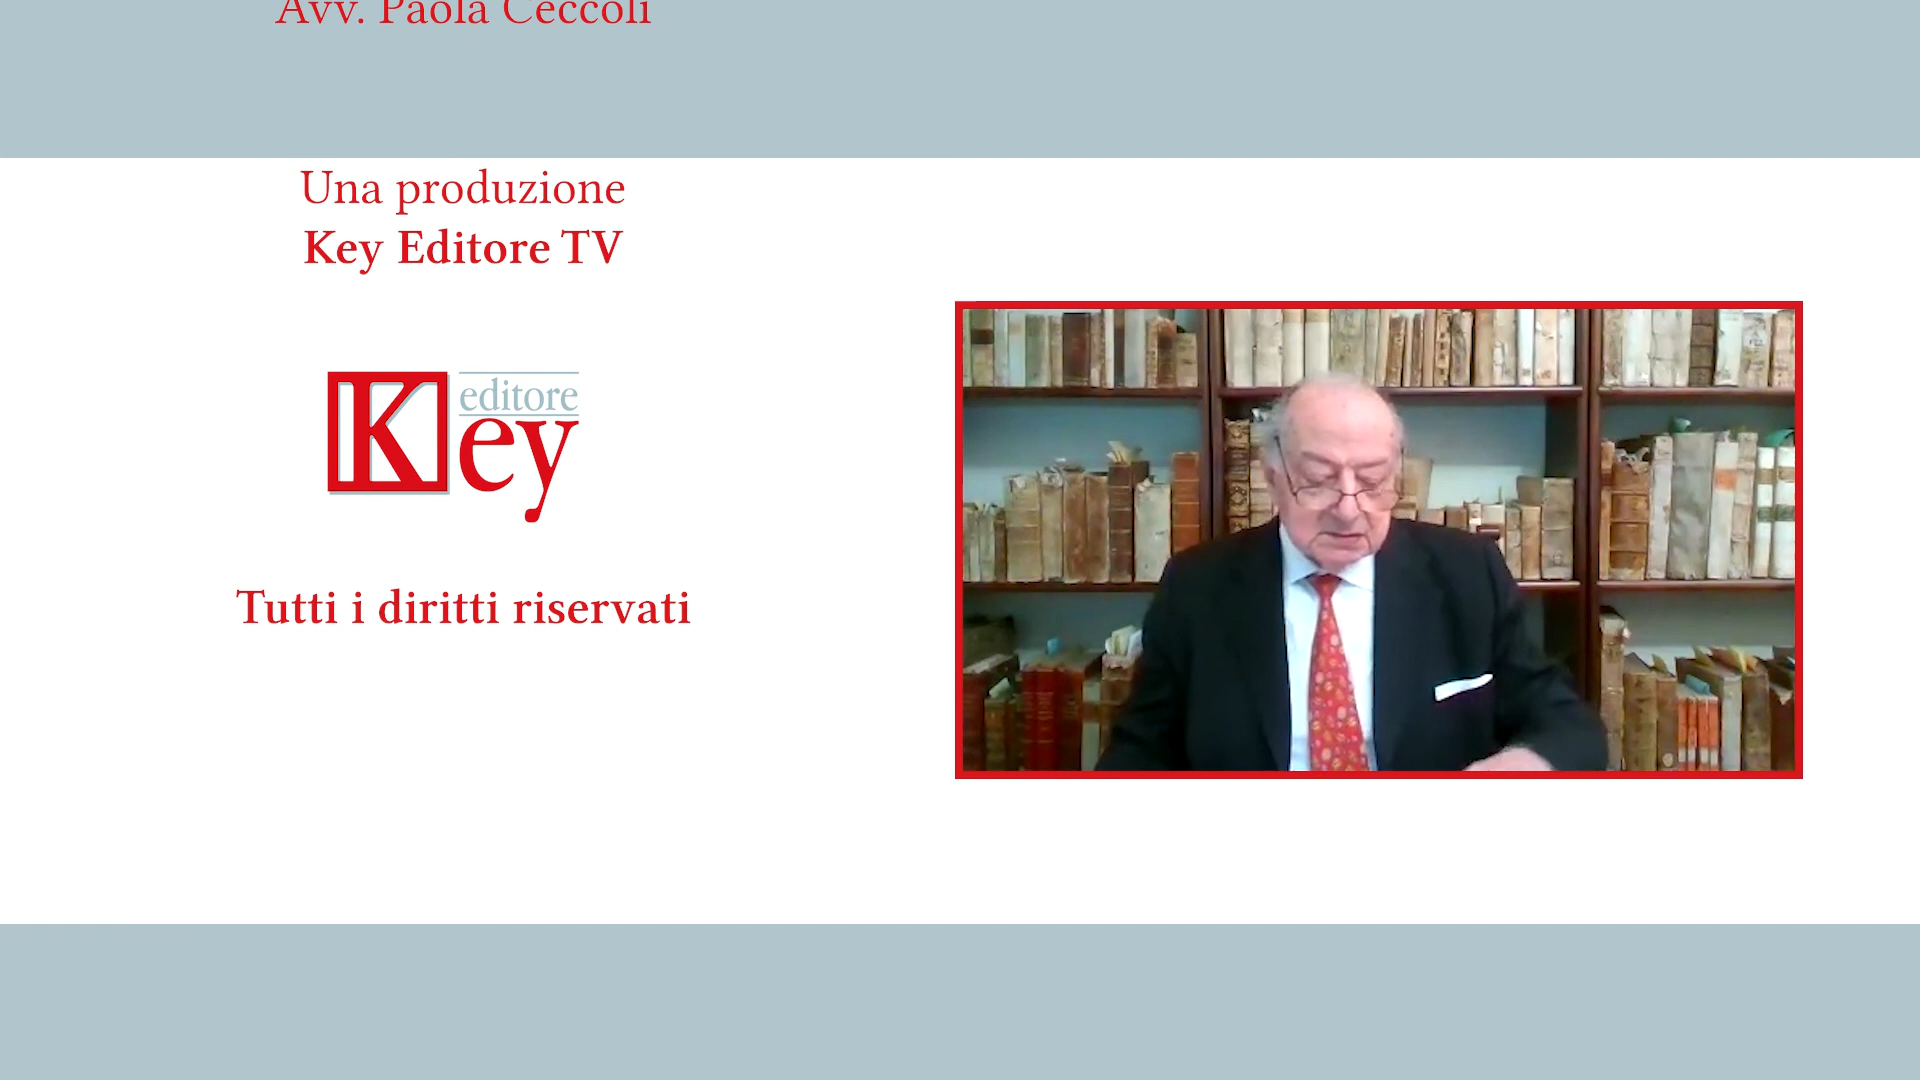 Avv. Paola Ceccoli
Una produzione
Key Editore TV
editore
Key
Tutti i diritti riservati